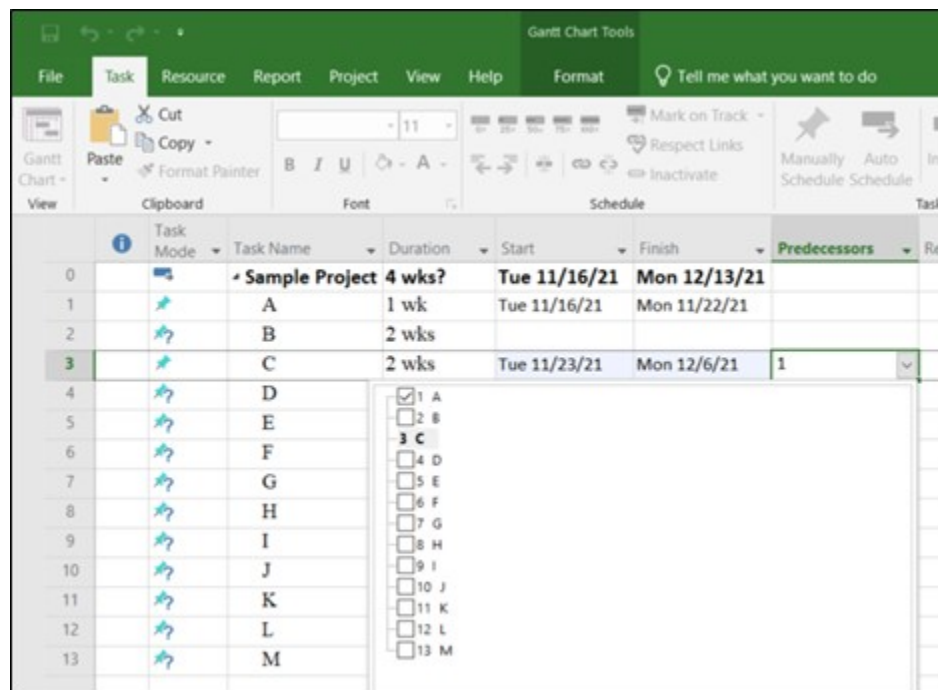 Gantt Chart Tools
File Task Resource Report Project View Help Format Tell me what you want to do
Cut
Copy
Format Painter
Paste
Gantt Chart
11
B I U A
0% 25% 50% 75% 100%
Mark on Track
Respect Links
Inactivate
Manually Schedule
Auto Schedule
View Clipboard Font Schedule
Task Mode Task Name Duration Start Finish Predecessors
0 Sample Project 4 wks? Tue 11/16/21 Mon 12/13/21
1 A 1 wk Tue 11/16/21 Mon 11/22/21
2 B 2 wks
3 C 2 wks Tue 11/23/21 Mon 12/6/21 1
4 D
5 E
6 F
7 G
8 H
9 I
10 J
11 K
12 L
13 M
1 A
2 B
3 C
4 D
5 E
6 F
7 G
8 H
9 I
10 J
11 K
12 L
13 M